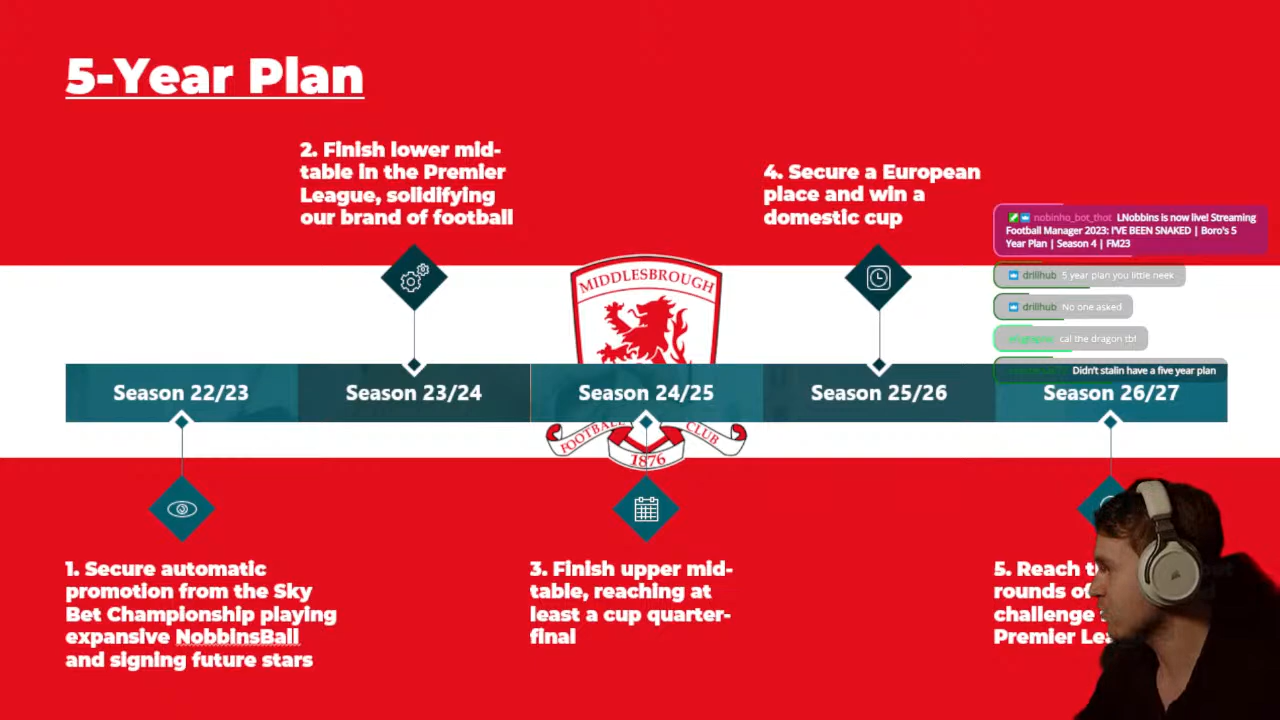 5-Year Plan
2. Finish lower mid-
table in the Premier
League, solidifying
our brand of football
4. Secure a European
place and win a
domestic cup
nobinho_bot_thot LNobbins is now live! Streaming
Football Manager 2023: I'VE BEEN SNAKED | Boro's 5
Year Plan | Season 4 | FM23
drillhub 5 year plan you little neek
drillhub No one asked
cal the dragon tbf
Didn't stalin have a five year plan
MIDDLESBROUGH
Season 22/23
Season 23/24
Season 24/25
Season 25/26
Season 26/27
FOOTBALL CLUB
1876
1. Secure automatic
promotion from the Sky
Bet Championship playing
expansive NobbinsBall
and signing future stars
3. Finish upper mid-
table, reaching at
least a cup quarter-
final
5. Reach
rounds of
challenge
Premier